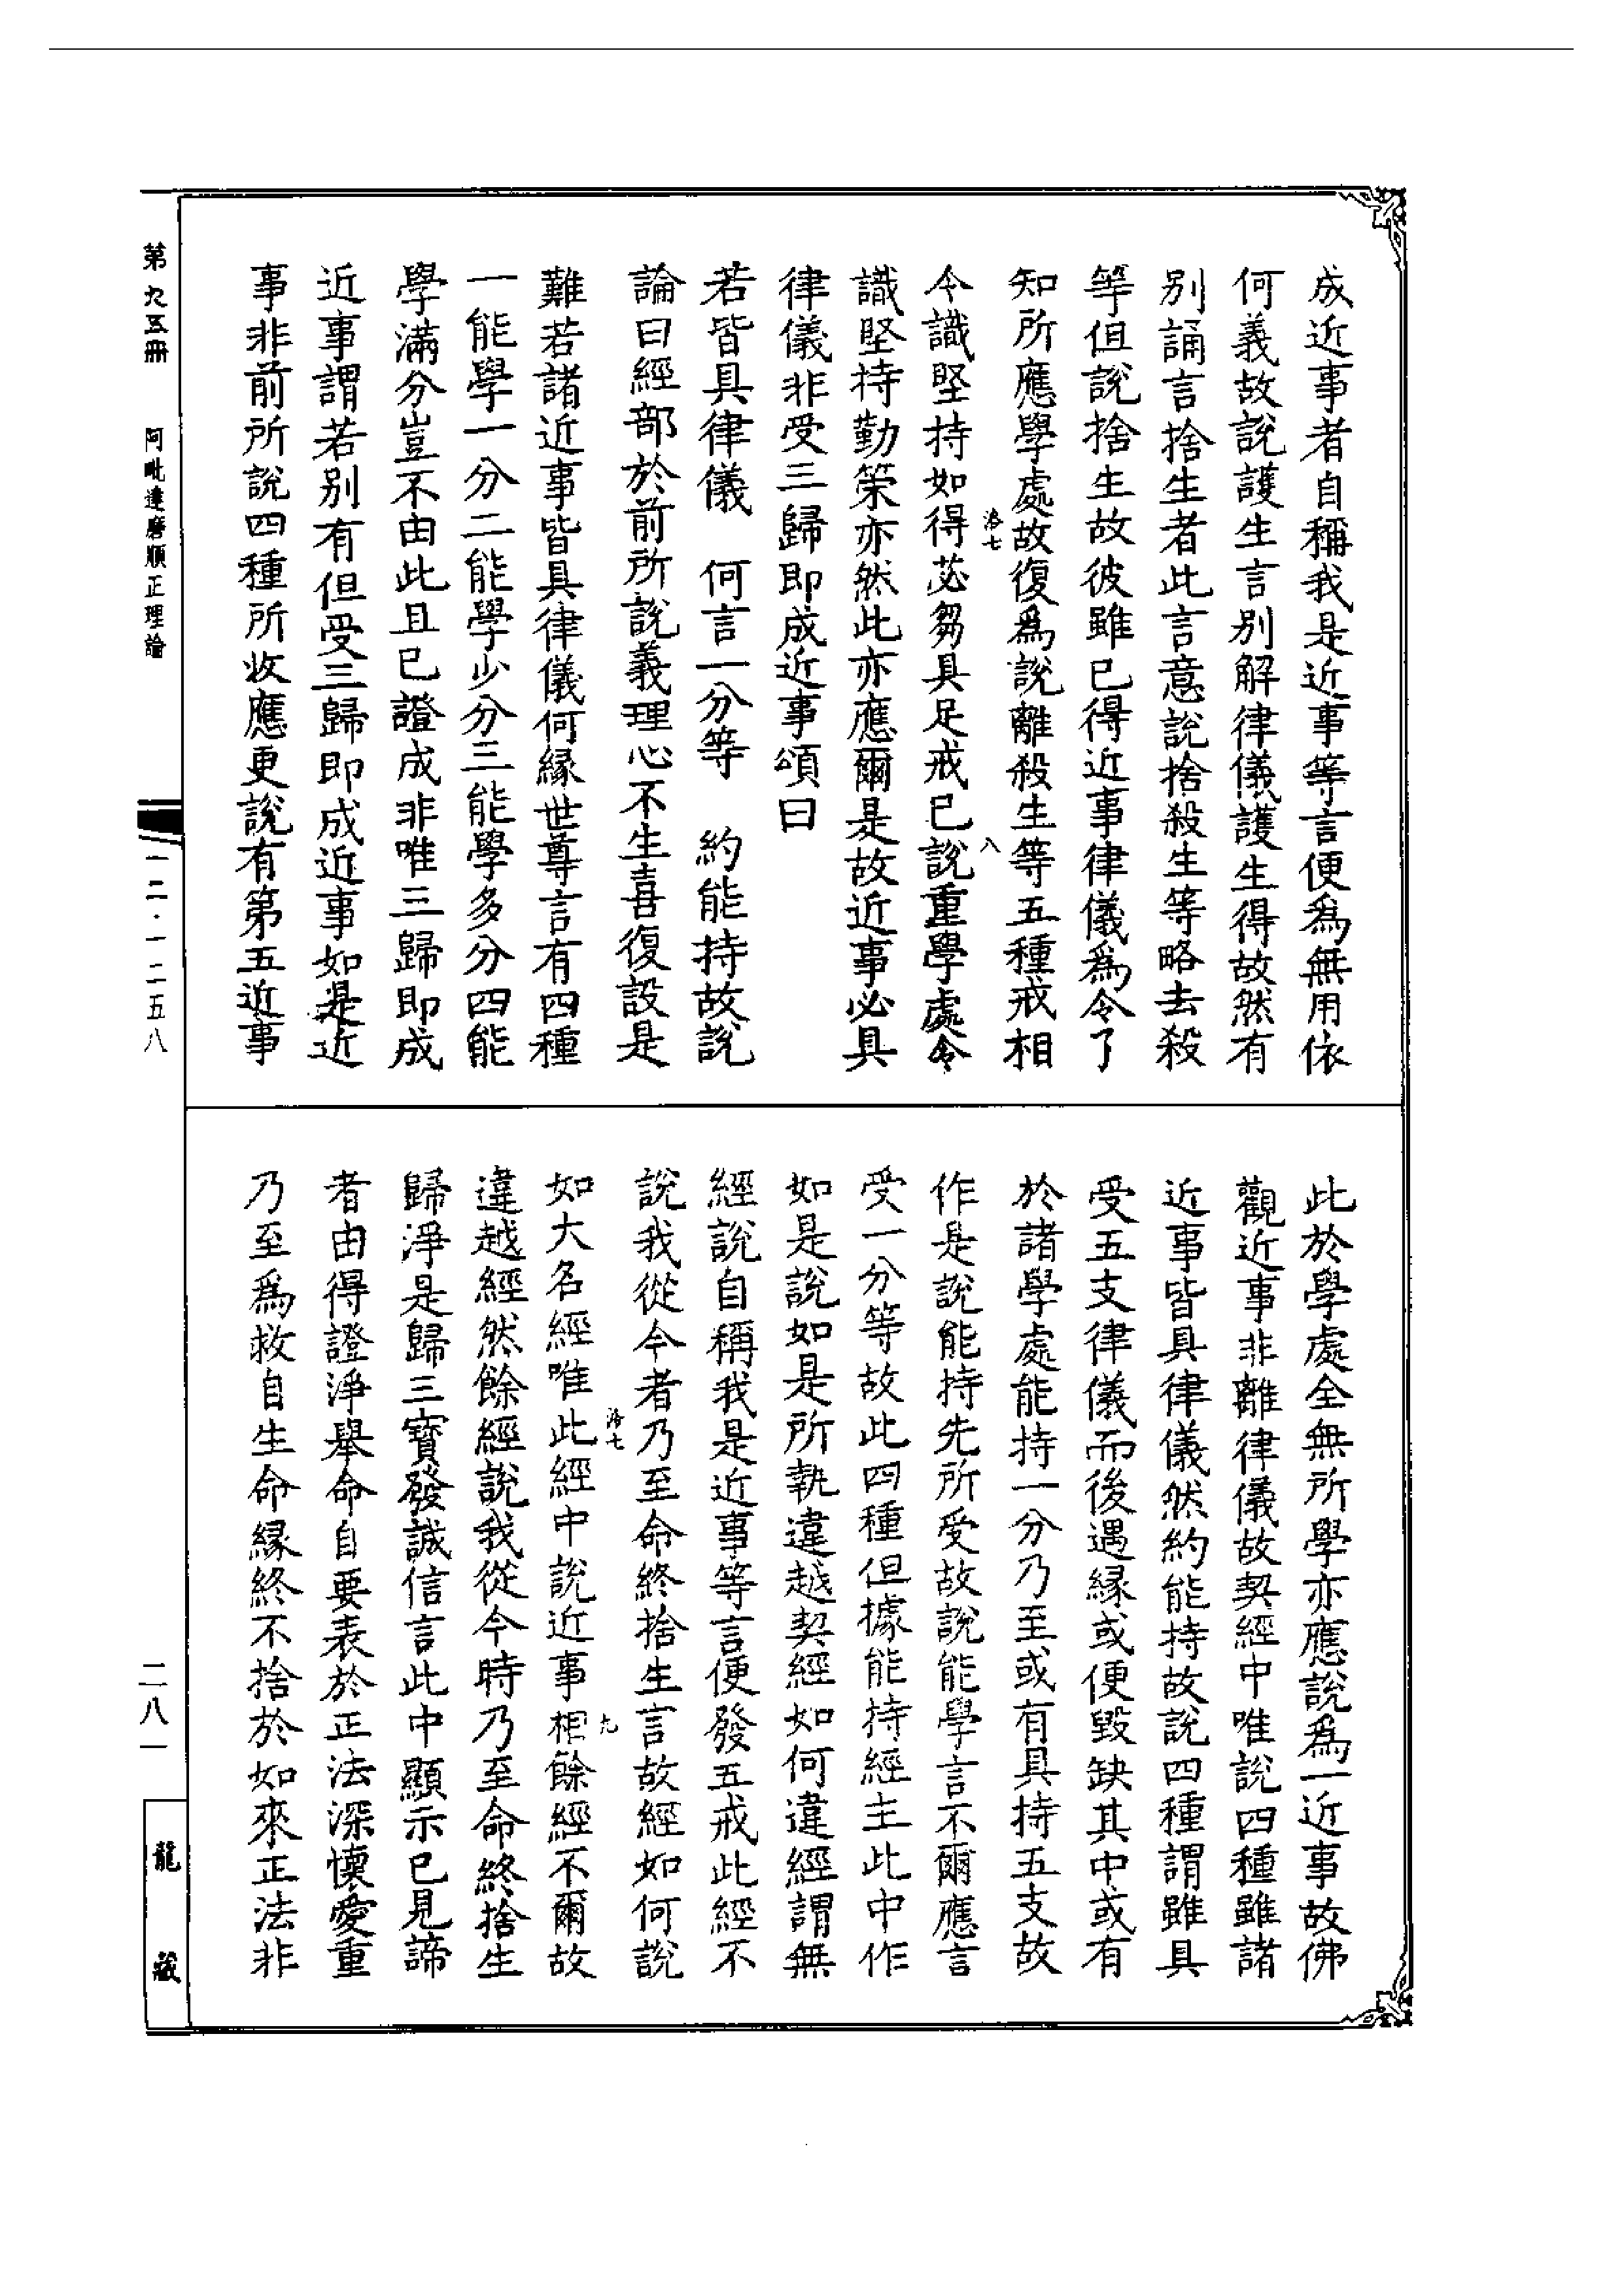 成近事者自稱我是近事等言便爲無用依
何義故說護生言別解律儀護生得故然有
別誦言捨生者此言意說捨殺生等略去殺
等但說捨生故彼雖已得近事律儀爲令了
知所應學處故復爲說離殺生等五種戒相
洛七
八
令識堅持如得苾芻具足戒已說重學處令
識堅持勤策亦然此亦應爾是故近事必具
律儀非受三歸即成近事頌曰
若皆具律儀 何言一分等 約能持故說
論曰經部於前所說義理心不生喜復設是
難若諸近事皆具律儀何緣世尊言有四種
一能學一分二能學少分三能學多分四能
學滿分豈不由此且已證成非唯三歸即成
近事謂若別有但受三歸即成近事如是近
事非前所說四種所收應更說有第五近事
此於學處全無所學亦應說爲一近事故佛
觀近事非離律儀故契經中唯說四種雖諸
近事皆具律儀然約能持故說四種謂雖具
受五支律儀而後遇緣或便毀缺其中或有
於諸學處能持一分乃至或有具持五支故
作是說能持先所受故說能學言不爾應言
受一分等故此四種但據能持經主此中作
如是說如是所執違越契經如何違經謂無
經說自稱我是近事等言便發五戒此經不
說我從今者乃至命終捨生言故經如何說
洛七
九
如大名經唯此經中說近事相餘經不爾故
違越經然餘經說我從今時乃至命終捨生
歸淨是歸三寶發誠信言此中顯示已見諦
者由得證淨舉命自要表於正法深懷愛重
乃至爲救自生命緣終不捨於如來正法非
第九五冊 阿毗達磨順正理論
一二·一二五八
二八一
龍藏